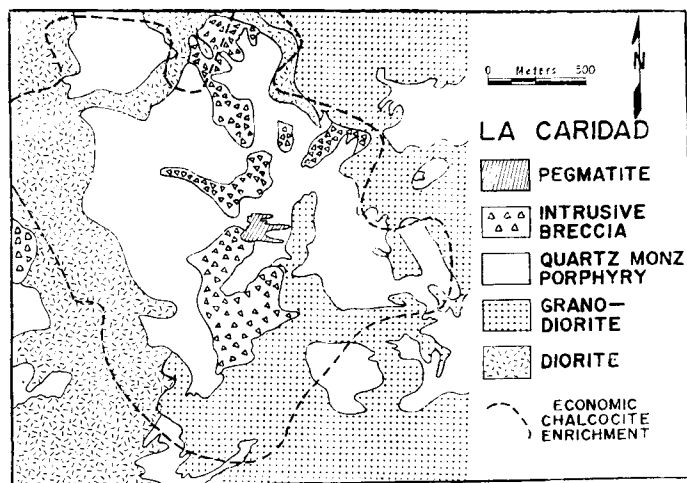 0 Meters 500
N
LA CARIDAD
PEGMATITE
INTRUSIVE
BRECCIA
QUARTZ MONZ
PORPHYRY
GRANO-
DIORITE
DIORITE
ECONOMIC
CHALCOCITE
ENRICHMENT